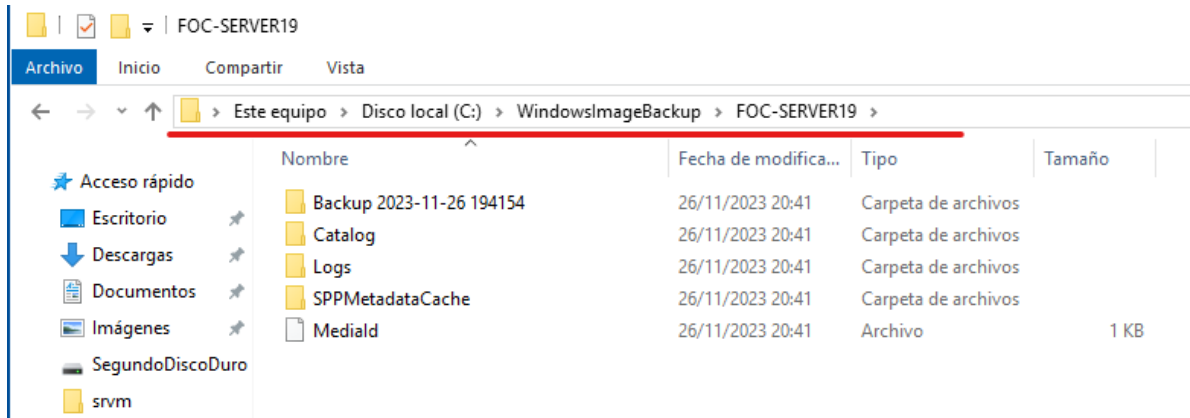 FOC-SERVER19
Archivo Inicio Compartir Vista
Este equipo > Disco local (C:) > WindowsImageBackup > FOC-SERVER19 >
Nombre Fecha de modifica... Tipo Tamaño
Acceso rápido
Escritorio
Descargas
Documentos
Imágenes
SegundoDiscoDuro
srvm
Backup 2023-11-26 194154 26/11/2023 20:41 Carpeta de archivos
Catalog 26/11/2023 20:41 Carpeta de archivos
Logs 26/11/2023 20:41 Carpeta de archivos
SPPMetadataCache 26/11/2023 20:41 Carpeta de archivos
MediaId 26/11/2023 20:41 Archivo 1 KB